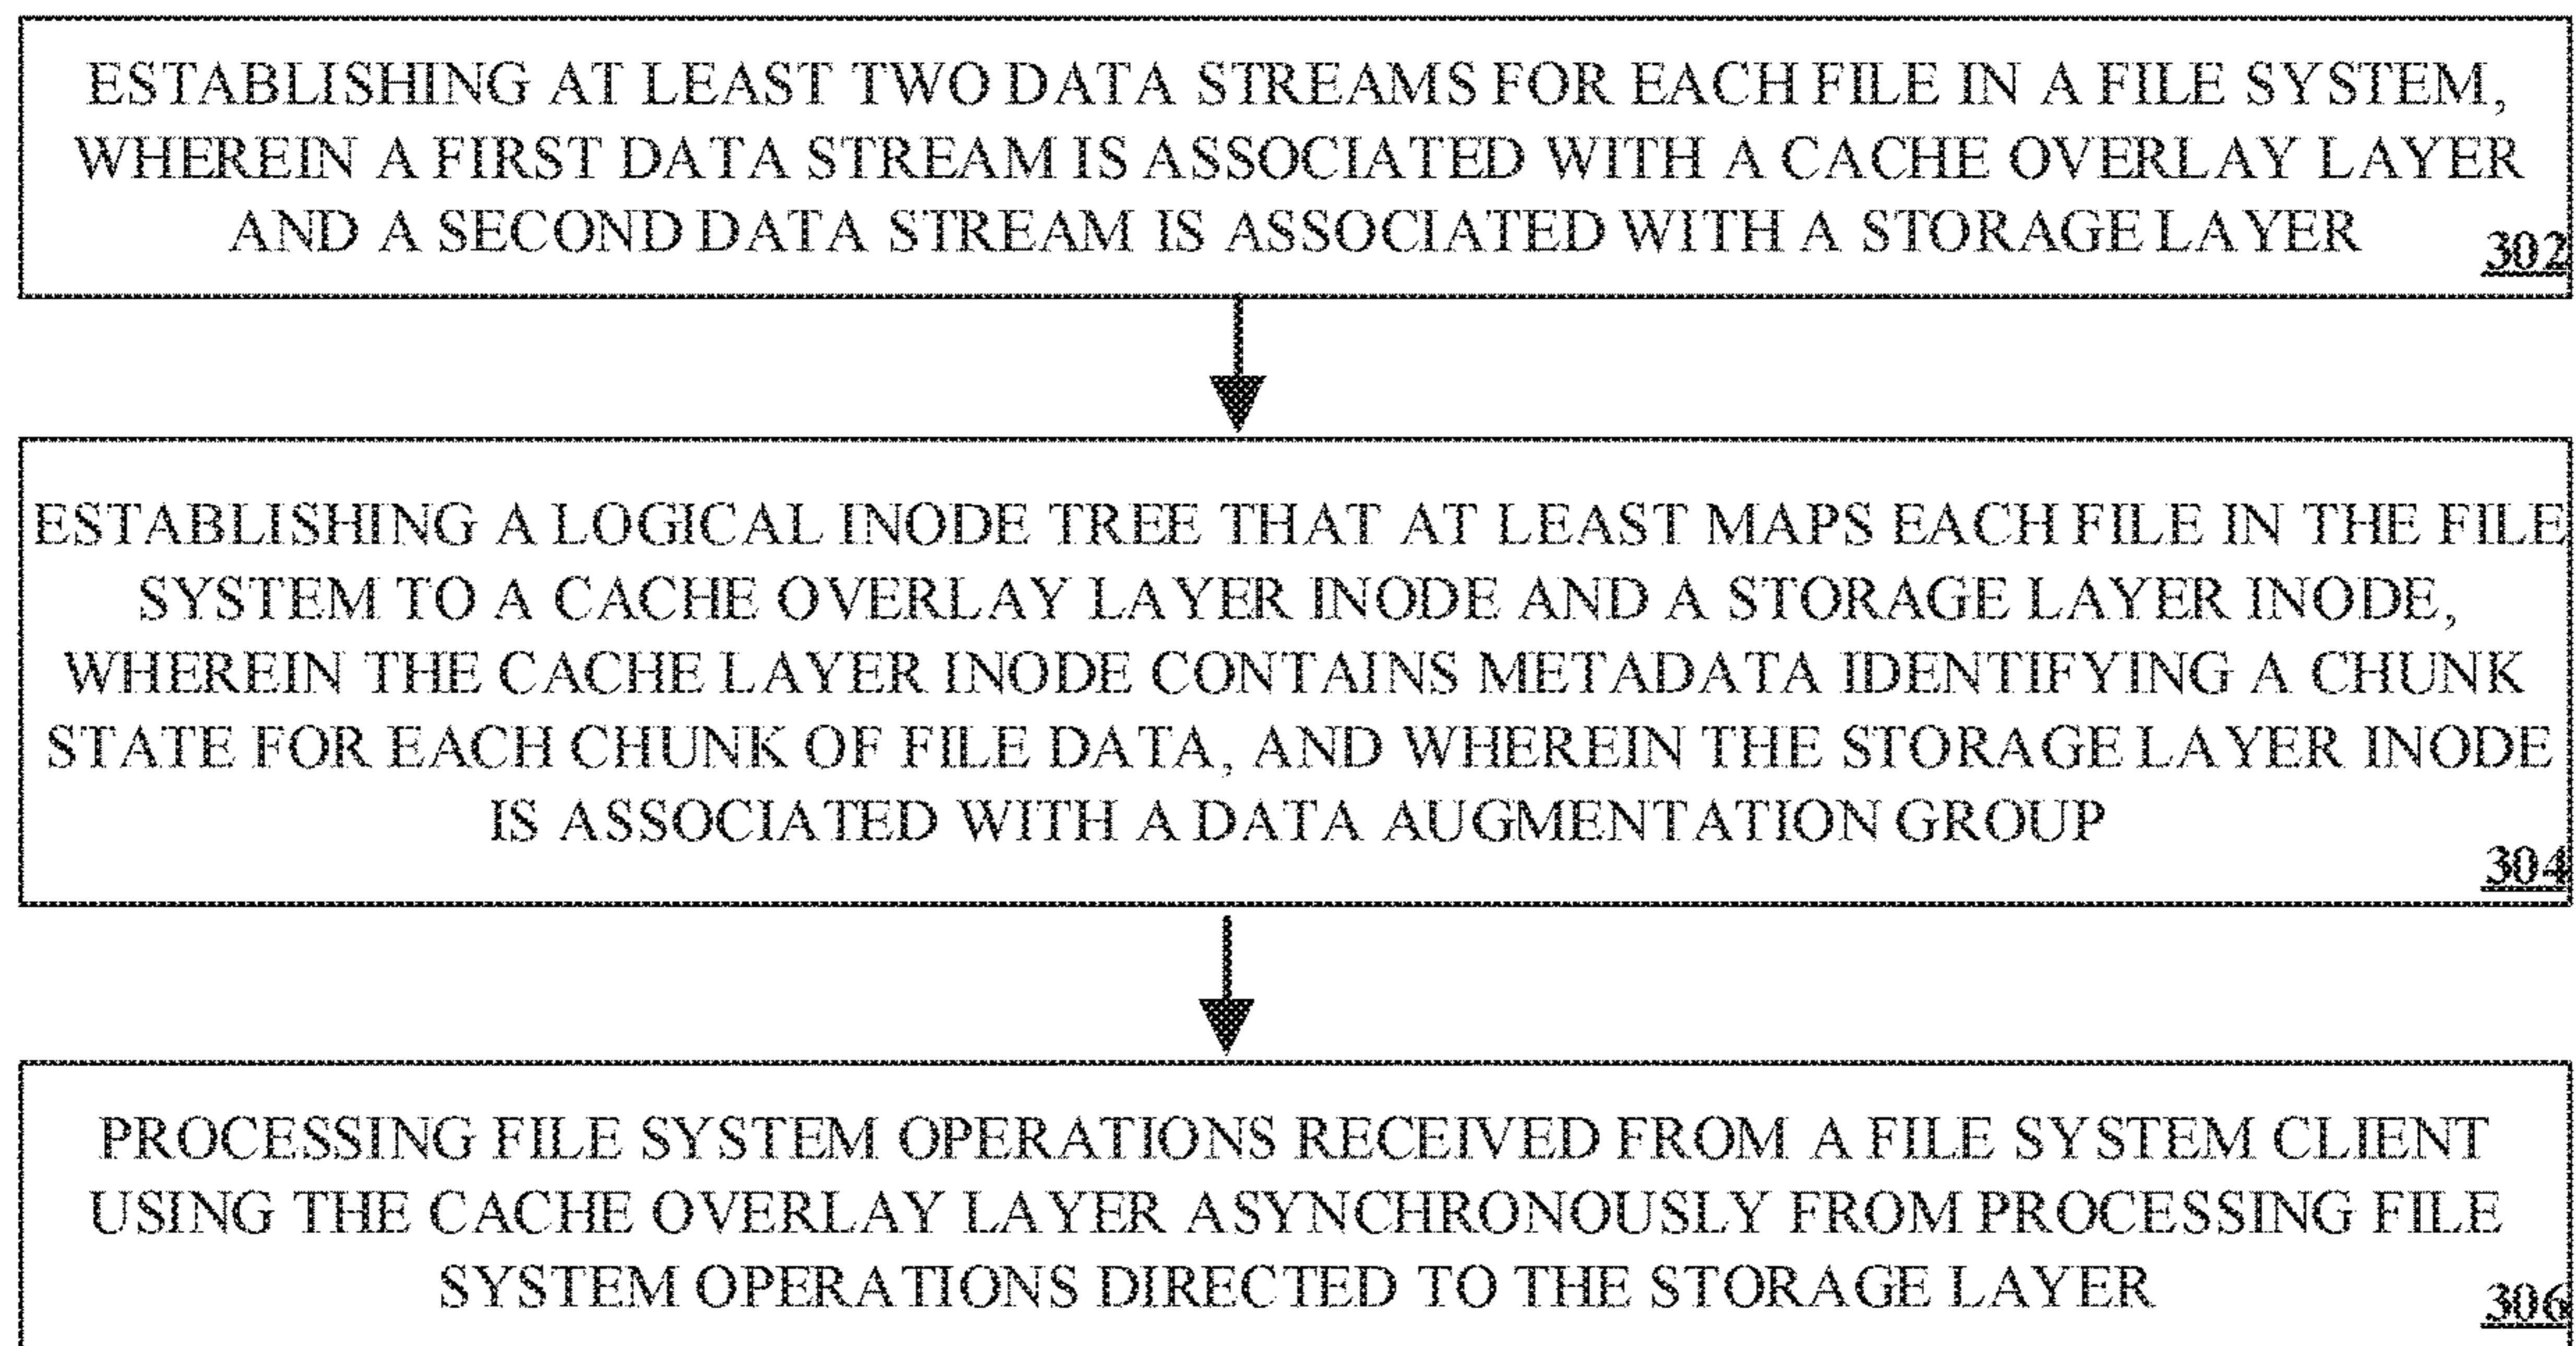 ESTABLISHING AT LEAST TWO DATA STREAMS FOR EACH FILE IN A FILE SYSTEM,
WHEREIN A FIRST DATA STREAM IS ASSOCIATED WITH A CACHE OVERLAY LAYER
AND A SECOND DATA STREAM IS ASSOCIATED WITH A STORAGE LAYER
302
ESTABLISHING A LOGICAL INODE TREE THAT AT LEAST MAPS EACH FILE IN THE FILE
SYSTEM TO A CACHE OVERLAY LAYER INODE AND A STORAGE LAYER INODE,
WHEREIN THE CACHE LAYER INODE CONTAINS METADATA IDENTIFYING A CHUNK
STATE FOR EACH CHUNK OF FILE DATA, AND WHEREIN THE STORAGE LAYER INODE
IS ASSOCIATED WITH A DATA AUGMENTATION GROUP
304
PROCESSING FILE SYSTEM OPERATIONS RECEIVED FROM A FILE SYSTEM CLIENT
USING THE CACHE OVERLAY LAYER ASYNCHRONOUSLY FROM PROCESSING FILE
SYSTEM OPERATIONS DIRECTED TO THE STORAGE LAYER
306